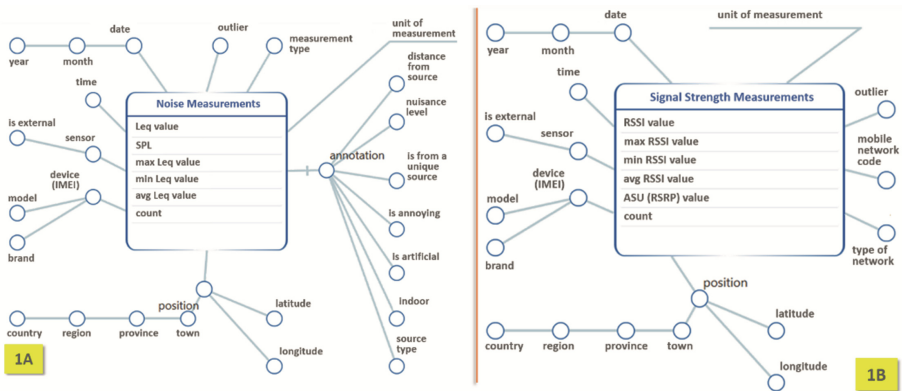 date
outlier
measurement
type
unit of
measurement
year
month
time
distance
from
source
Noise Measurements
Leq value
SPL
max Leq value
min Leq value
avg Leq value
count
nuisance
level
is external
sensor
annotation
is from a
unique
source
device
(IMEI)
model
brand
is annoying
is artificial
position
latitude
indoor
country
region
province
town
longitude
source
type
1A
date
unit of measurement
year
month
time
Signal Strength Measurements
RSSI value
max RSSI value
min RSSI value
avg RSSI value
ASU (RSRP) value
count
outlier
is external
sensor
mobile
network
code
device
(IMEI)
model
brand
type of
network
position
latitude
country
region
province
town
longitude
1B